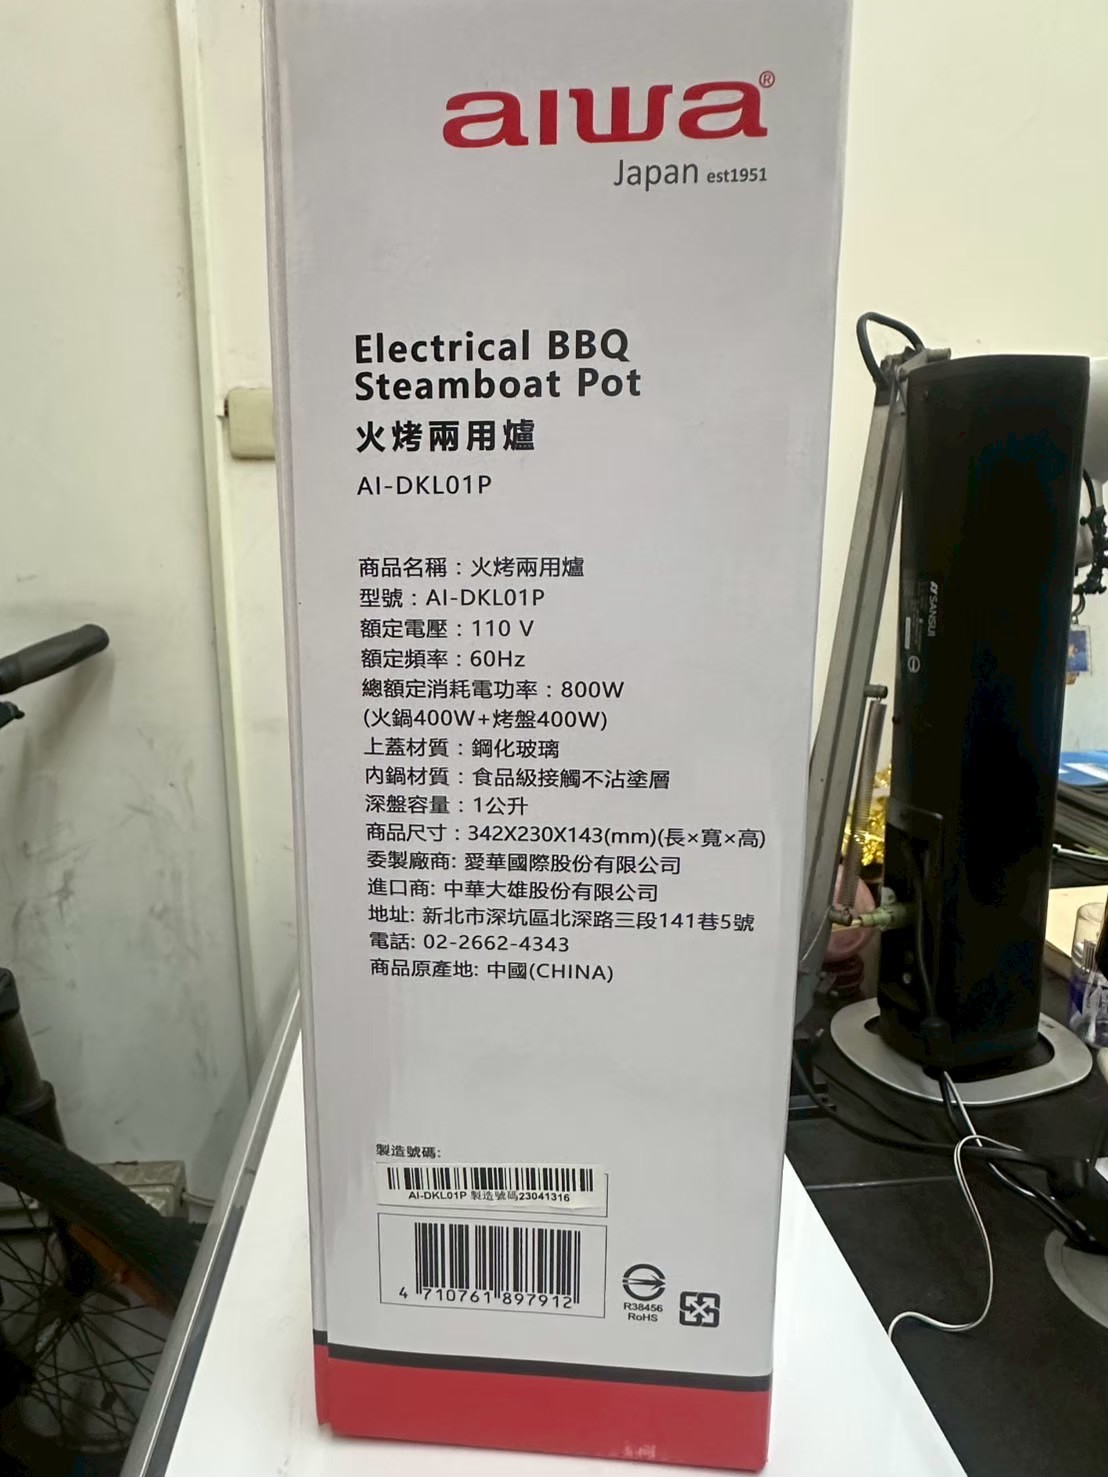 aiwa®
Japan est1951
Electrical BBQ
Steamboat Pot
火烤兩用爐
AI-DKL01P
商品名稱：火烤兩用爐
型號：AI-DKL01P
額定電壓：110 V
額定頻率：60Hz
總額定消耗電功率：800W
(火鍋400W+烤盤400W)
上蓋材質：鋼化玻璃
內鍋材質：食品級接觸不沾塗層
深盤容量：1公升
商品尺寸：342X230X143(mm)(長×寬×高)
委製廠商: 愛華國際股份有限公司
進口商: 中華大雄股份有限公司
地址: 新北市深坑區北深路三段141巷5號
電話: 02-2662-4343
商品原產地: 中國(CHINA)
製造號碼:
AI-DKL01P 製造號碼23041316
4 710761 897912
R38456
RoHS
SANSUI